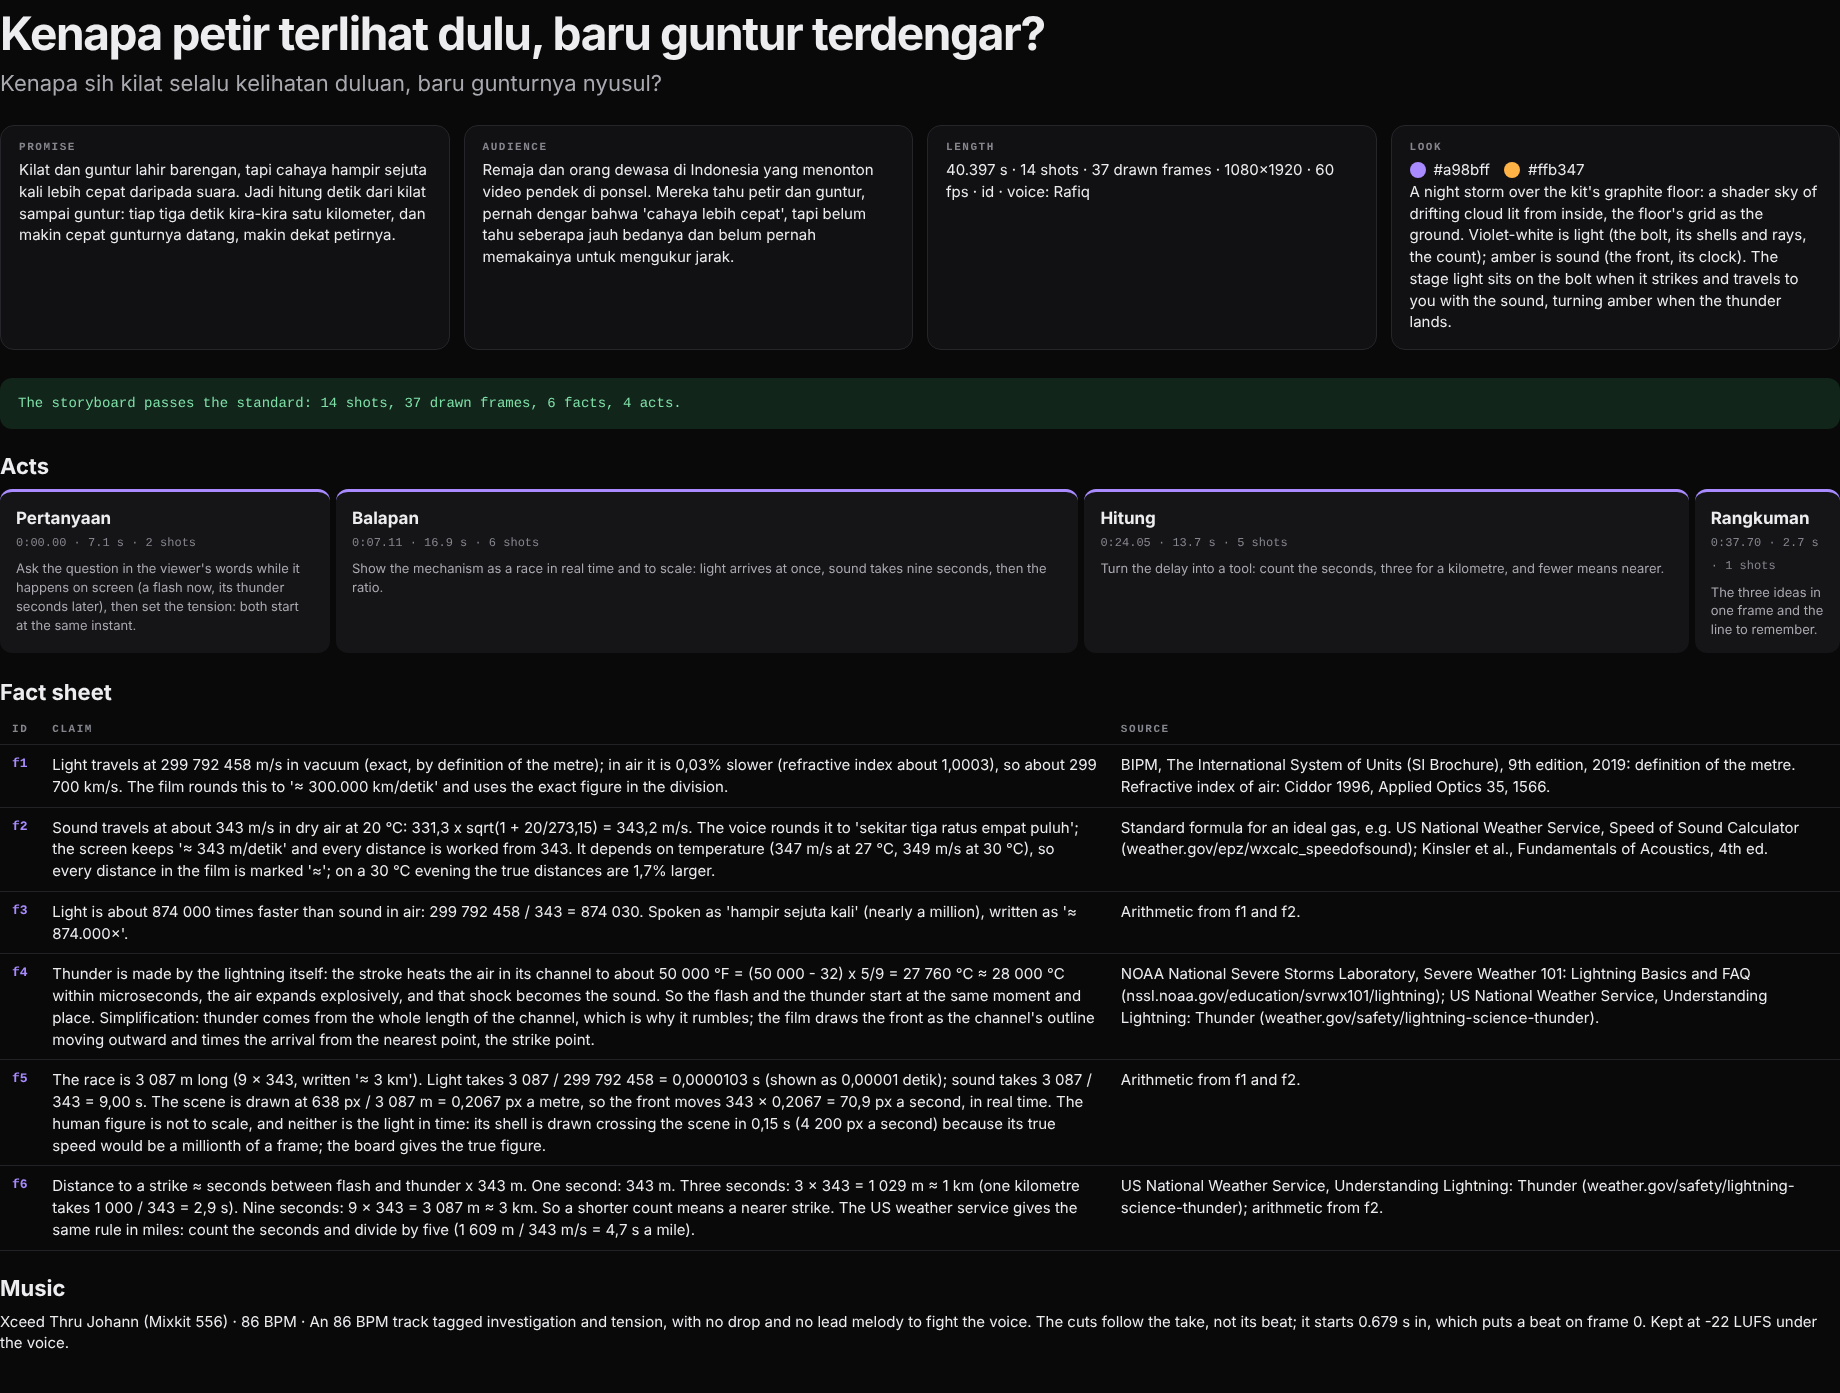 Kenapa petir terlihat dulu, baru guntur terdengar?
Kenapa sih kilat selalu kelihatan duluan, baru gunturnya nyusul?
PROMISE
Kilat dan guntur lahir barengan, tapi cahaya hampir sejuta
kali lebih cepat daripada suara. Jadi hitung detik dari kilat
sampai guntur: tiap tiga detik kira-kira satu kilometer, dan
makin cepat gunturnya datang, makin dekat petirnya.
AUDIENCE
Remaja dan orang dewasa di Indonesia yang menonton
video pendek di ponsel. Mereka tahu petir dan guntur,
pernah dengar bahwa 'cahaya lebih cepat', tapi belum
tahu seberapa jauh bedanya dan belum pernah
memakainya untuk mengukur jarak.
LENGTH
40.397 s · 14 shots · 37 drawn frames · 1080×1920 · 60
fps · id · voice: Rafiq
LOOK
#a98bff #ffb347
A night storm over the kit's graphite floor: a shader sky of
drifting cloud lit from inside, the floor's grid as the
ground. Violet-white is light (the bolt, its shells and rays,
the count); amber is sound (the front, its clock). The
stage light sits on the bolt when it strikes and travels to
you with the sound, turning amber when the thunder
lands.
The storyboard passes the standard: 14 shots, 37 drawn frames, 6 facts, 4 acts.
Acts
Pertanyaan
0:00.00 · 7.1 s · 2 shots
Ask the question in the viewer's words while it
happens on screen (a flash now, its thunder
seconds later), then set the tension: both start
at the same instant.
Balapan
0:07.11 · 16.9 s · 6 shots
Show the mechanism as a race in real time and to scale: light arrives at once, sound takes nine seconds, then the
ratio.
Hitung
0:24.05 · 13.7 s · 5 shots
Turn the delay into a tool: count the seconds, three for a kilometre, and fewer means nearer.
Rangkuman
0:37.70 · 2.7 s
· 1 shots
The three ideas in
one frame and the
line to remember.
Fact sheet
ID CLAIM SOURCE
f1 Light travels at 299 792 458 m/s in vacuum (exact, by definition of the metre); in air it is 0,03% slower (refractive index about 1,0003), so about 299
700 km/s. The film rounds this to '≈ 300.000 km/detik' and uses the exact figure in the division.
BIPM, The International System of Units (SI Brochure), 9th edition, 2019: definition of the metre.
Refractive index of air: Ciddor 1996, Applied Optics 35, 1566.
f2 Sound travels at about 343 m/s in dry air at 20 °C: 331,3 x sqrt(1 + 20/273,15) = 343,2 m/s. The voice rounds it to 'sekitar tiga ratus empat puluh';
the screen keeps '≈ 343 m/detik' and every distance is worked from 343. It depends on temperature (347 m/s at 27 °C, 349 m/s at 30 °C), so
every distance in the film is marked '≈'; on a 30 °C evening the true distances are 1,7% larger.
Standard formula for an ideal gas, e.g. US National Weather Service, Speed of Sound Calculator
(weather.gov/epz/wxcalc_speedofsound); Kinsler et al., Fundamentals of Acoustics, 4th ed.
f3 Light is about 874 000 times faster than sound in air: 299 792 458 / 343 = 874 030. Spoken as 'hampir sejuta kali' (nearly a million), written as '≈
874.000×'.
Arithmetic from f1 and f2.
f4 Thunder is made by the lightning itself: the stroke heats the air in its channel to about 50 000 °F = (50 000 - 32) x 5/9 = 27 760 °C ≈ 28 000 °C
within microseconds, the air expands explosively, and that shock becomes the sound. So the flash and the thunder start at the same moment and
place. Simplification: thunder comes from the whole length of the channel, which is why it rumbles; the film draws the front as the channel's outline
moving outward and times the arrival from the nearest point, the strike point.
NOAA National Severe Storms Laboratory, Severe Weather 101: Lightning Basics and FAQ
(nssl.noaa.gov/education/svrwx101/lightning); US National Weather Service, Understanding
Lightning: Thunder (weather.gov/safety/lightning-science-thunder).
f5 The race is 3 087 m long (9 × 343, written '≈ 3 km'). Light takes 3 087 / 299 792 458 = 0,0000103 s (shown as 0,00001 detik); sound takes 3 087 /
343 = 9,00 s. The scene is drawn at 638 px / 3 087 m = 0,2067 px a metre, so the front moves 343 × 0,2067 = 70,9 px a second, in real time. The
human figure is not to scale, and neither is the light in time: its shell is drawn crossing the scene in 0,15 s (4 200 px a second) because its true
speed would be a millionth of a frame; the board gives the true figure.
Arithmetic from f1 and f2.
f6 Distance to a strike ≈ seconds between flash and thunder x 343 m. One second: 343 m. Three seconds: 3 × 343 = 1 029 m ≈ 1 km (one kilometre
takes 1 000 / 343 = 2,9 s). Nine seconds: 9 × 343 = 3 087 m ≈ 3 km. So a shorter count means a nearer strike. The US weather service gives the
same rule in miles: count the seconds and divide by five (1 609 m / 343 m/s = 4,7 s a mile).
US National Weather Service, Understanding Lightning: Thunder (weather.gov/safety/lightning-
science-thunder); arithmetic from f2.
Music
Xceed Thru Johann (Mixkit 556) · 86 BPM · An 86 BPM track tagged investigation and tension, with no drop and no lead melody to fight the voice. The cuts follow the take, not its beat; it starts 0.679 s in, which puts a beat on frame 0. Kept at -22 LUFS under
the voice.